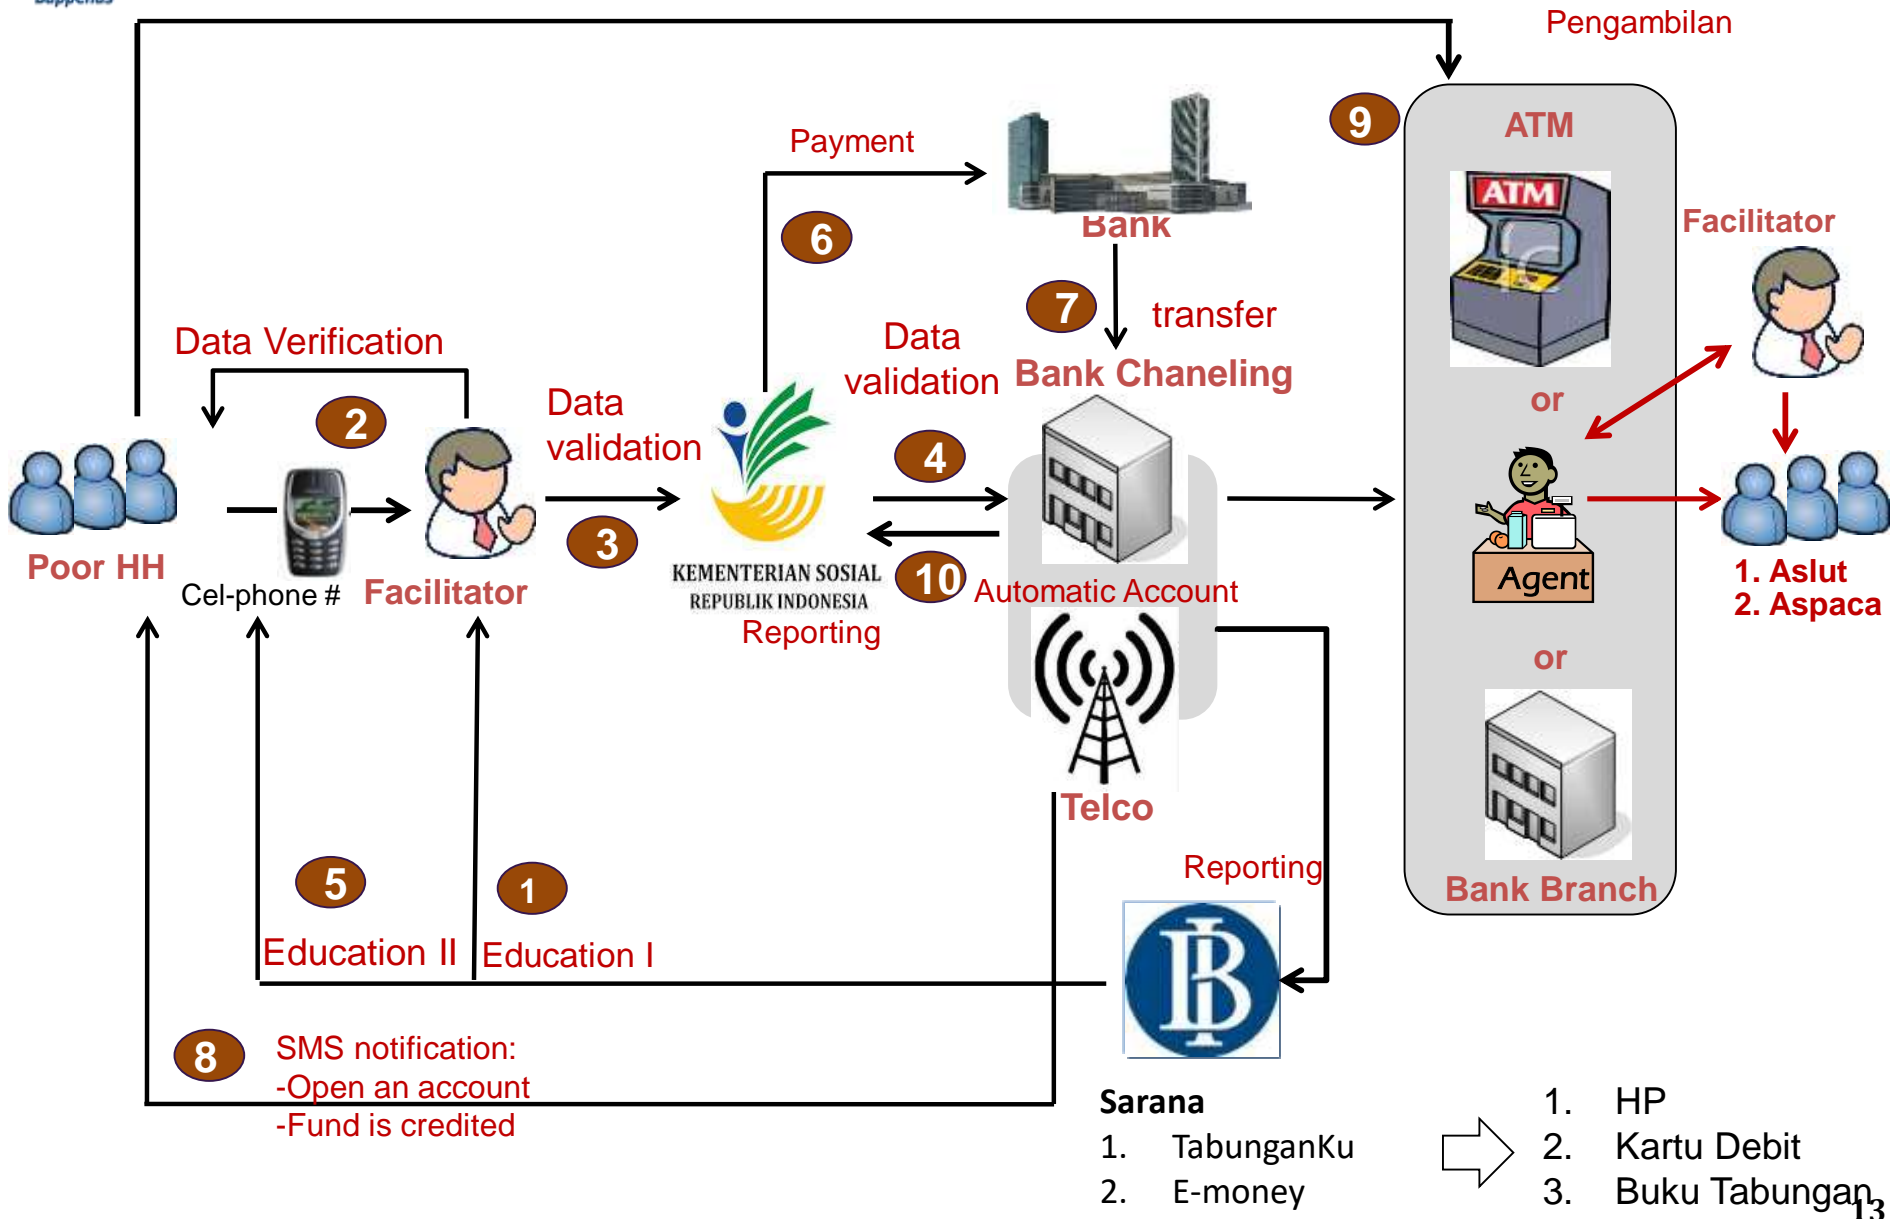 Bappenas
Pengambilan
9
ATM
ATM
Payment
Bank
Facilitator
6
7
transfer
Data Verification
Data
validation
Bank Chaneling
2
Data
validation
or
4
3
Poor HH
Cel-phone #
Facilitator
KEMENTERIAN SOSIAL
REPUBLIK INDONESIA
10
Reporting
Automatic Account
Agent
1. Aslut
2. Aspaca
or
Telco
Reporting
Bank Branch
5
1
Education II
Education I
BI
8
SMS notification:
-Open an account
-Fund is credited
Sarana
1. TabunganKu
2. E-money
1. HP
2. Kartu Debit
3. Buku Tabungan
13